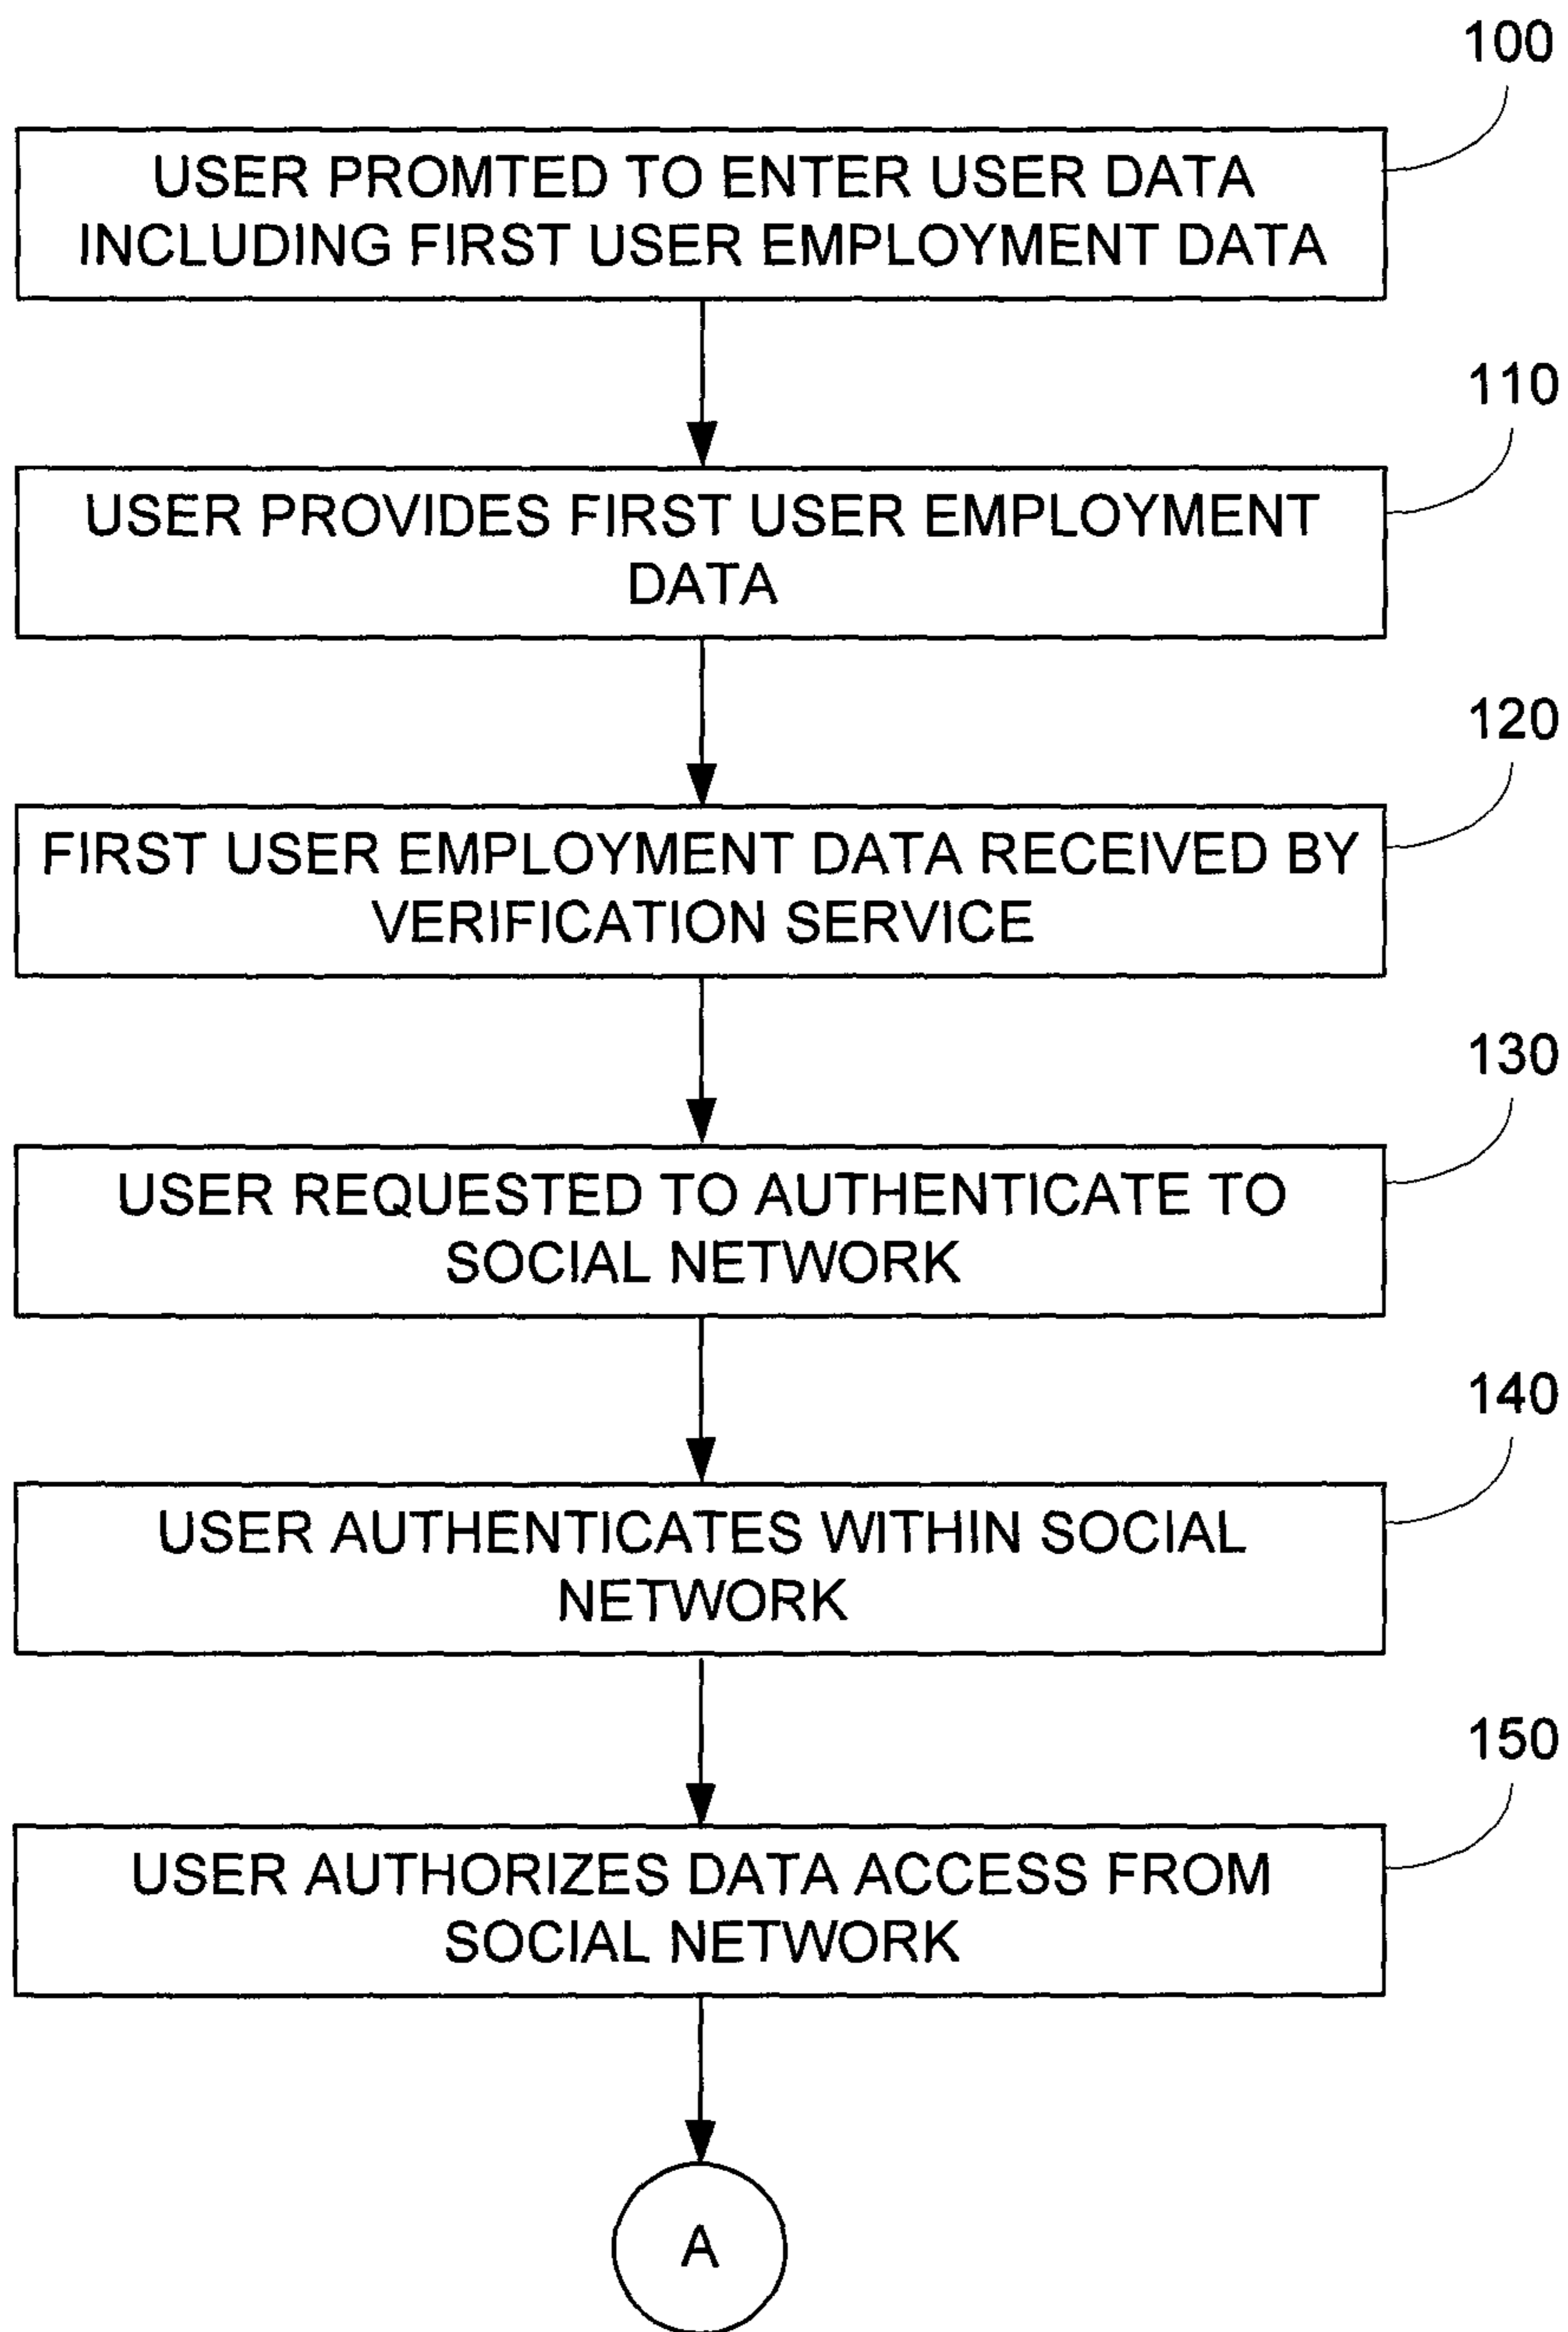 100
USER PROMTED TO ENTER USER DATA
INCLUDING FIRST USER EMPLOYMENT DATA
110
USER PROVIDES FIRST USER EMPLOYMENT
DATA
120
FIRST USER EMPLOYMENT DATA RECEIVED BY
VERIFICATION SERVICE
130
USER REQUESTED TO AUTHENTICATE TO
SOCIAL NETWORK
140
USER AUTHENTICATES WITHIN SOCIAL
NETWORK
150
USER AUTHORIZES DATA ACCESS FROM
SOCIAL NETWORK
A